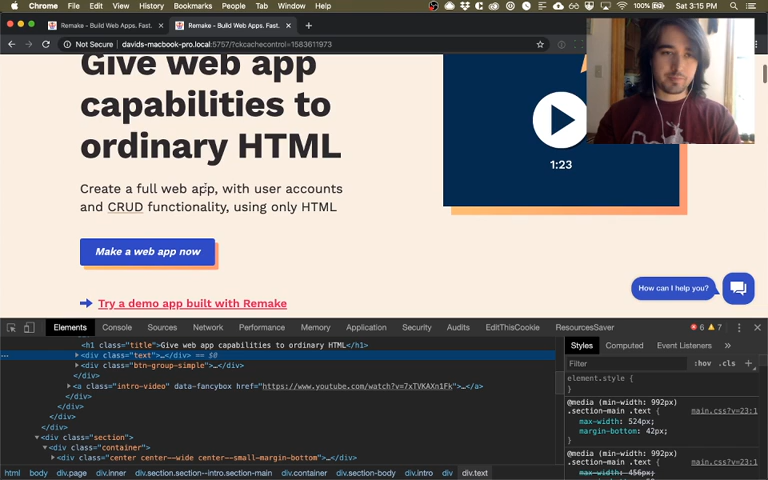 Chrome File Edit View History Bookmarks People Tab Window Help 100% Sat 3:15 PM
Remake - Build Web Apps. Fast. Remake - Build Web Apps. Fast.
Not Secure davids-macbook-pro.local:5757/?ckcachecontrol=1583611973
Give web app
capabilities to
ordinary HTML
1:23
Create a full web app, with user accounts
and CRUD functionality, using only HTML
Make a web app now
How can I help you?
Try a demo app built with Remake
Elements Console Sources Network Performance Memory Application Security Audits EditThisCookie ResourcesSaver 6 7
<h1 class="title">Give web app capabilities to ordinary HTML</h1>
<div class="text">…</div> == $0
<div class="btn-group-simple">…</div>
</div>
<a class="intro-video" data-fancybox href="https://www.youtube.com/watch?v=7xTVKAXn1Fk">…</a>
</div>
</div>
</div>
<div class="section">
<div class="container">
<div class="center center--wide center--small-margin-bottom">…</div>
html body div.page div.inner div.section.section--intro.section-main div.container div.section-body div.intro div div.text
Styles Computed Event Listeners
Filter :hov .cls +
element.style {
}
@media (min-width: 992px)
.section-main .text { main.css?v=23:1
max-width: 524px;
margin-bottom: 42px;
}
@media (min-width: 992px)
.section-main .text { main.css?v=23:1
max-width: 456px;